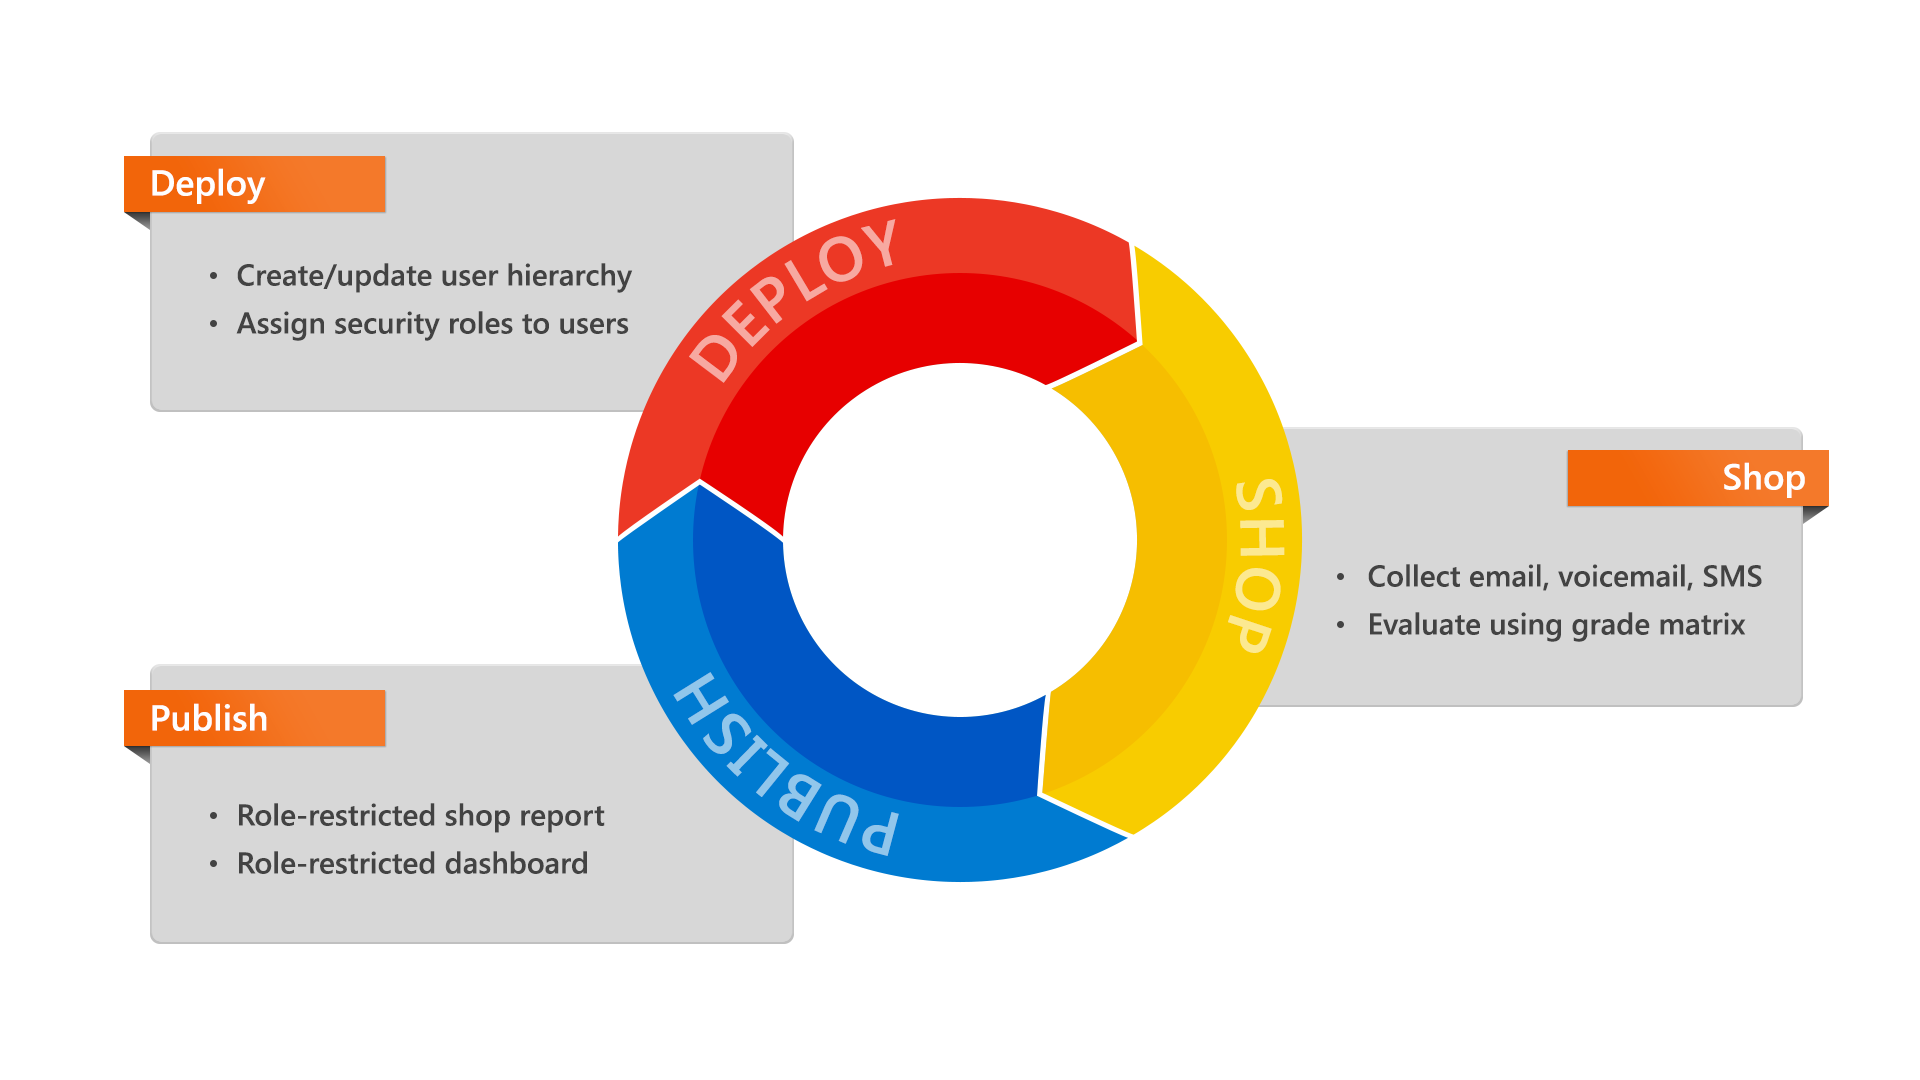 Deploy
• Create/update user hierarchy
• Assign security roles to users
DEPLOY
SHOP
Shop
• Collect email, voicemail, SMS
• Evaluate using grade matrix
PUBLISH
Publish
• Role-restricted shop report
• Role-restricted dashboard